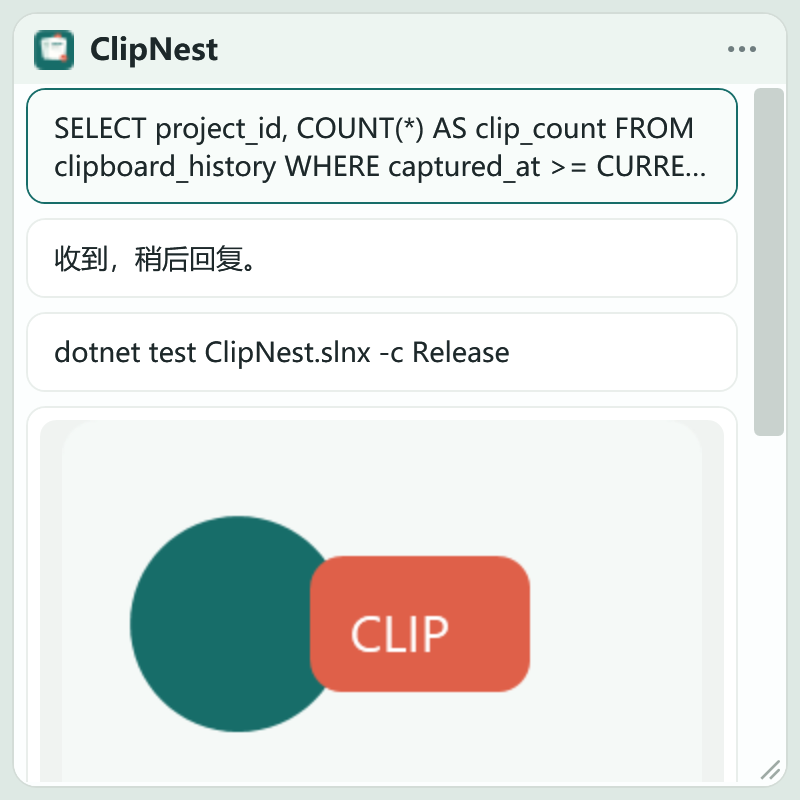 ClipNest
SELECT project_id, COUNT(*) AS clip_count FROM
clipboard_history WHERE captured_at >= CURRE...
收到，稍后回复。
dotnet test ClipNest.slnx -c Release
CLIP